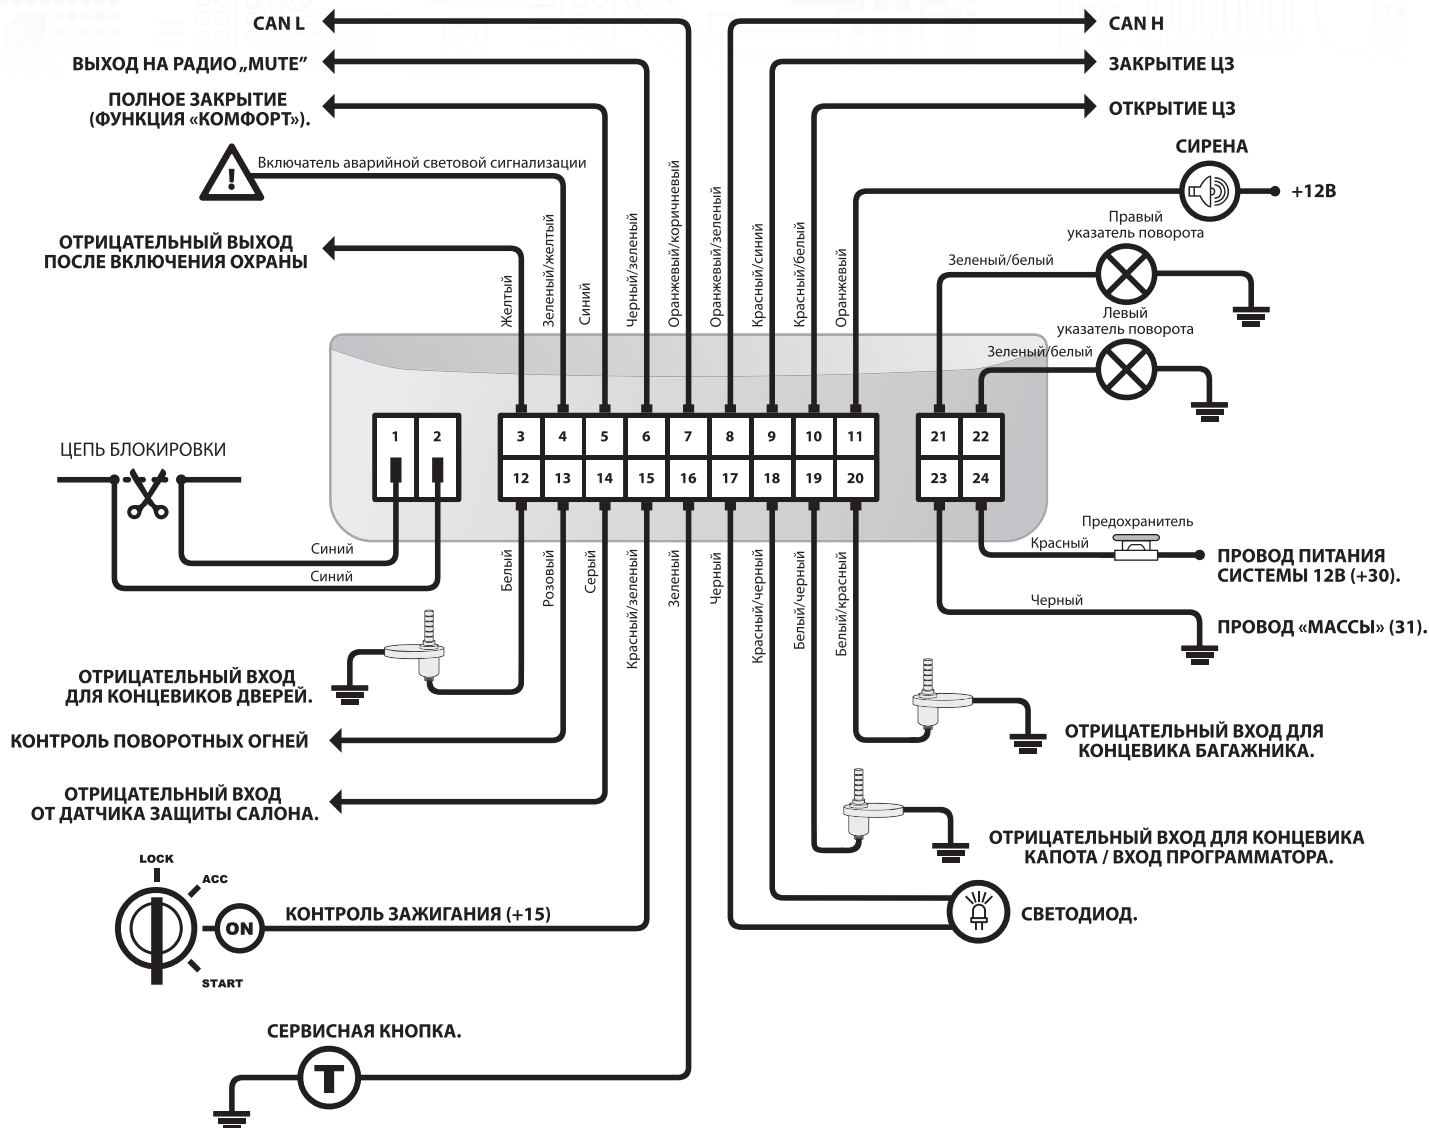 CAN L
CAN H
ВЫХОД НА РАДИО „MUTE”
ЗАКРЫТИЕ ЦЗ
ПОЛНОЕ ЗАКРЫТИЕ
(ФУНКЦИЯ «КОМФОРТ»).
ОТКРЫТИЕ ЦЗ
СИРЕНА
+12В
!
Включатель аварийной световой сигнализации
Правый
указатель поворота
ОТРИЦАТЕЛЬНЫЙ ВЫХОД
ПОСЛЕ ВКЛЮЧЕНИЯ ОХРАНЫ
Зеленый/белый
Левый
указатель поворота
Зеленый/белый
Желтый
Зеленый/желтый
Синий
Черный/зеленый
Оранжевый/коричневый
Оранжевый/зеленый
Красный/синий
Красный/белый
Оранжевый
1 2
3 4 5 6 7 8 9 10 11
21 22
12 13 14 15 16 17 18 19 20
23 24
ЦЕПЬ БЛОКИРОВКИ
Синий
Синий
Белый
Розовый
Серый
Красный/зеленый
Зеленый
Черный
Красный/черный
Белый/черный
Белый/красный
Предохранитель
Красный
ПРОВОД ПИТАНИЯ
СИСТЕМЫ 12В (+30).
Черный
ПРОВОД «МАССЫ» (31).
ОТРИЦАТЕЛЬНЫЙ ВХОД
ДЛЯ КОНЦЕВИКОВ ДВЕРЕЙ.
КОНТРОЛЬ ПОВОРОТНЫХ ОГНЕЙ
ОТРИЦАТЕЛЬНЫЙ ВХОД ДЛЯ
КОНЦЕВИКА БАГАЖНИКА.
ОТРИЦАТЕЛЬНЫЙ ВХОД
ОТ ДАТЧИКА ЗАЩИТЫ САЛОНА.
ОТРИЦАТЕЛЬНЫЙ ВХОД ДЛЯ КОНЦЕВИКА
КАПОТА / ВХОД ПРОГРАММАТОРА.
LOCK
ACC
ON
START
КОНТРОЛЬ ЗАЖИГАНИЯ (+15)
СВЕТОДИОД.
СЕРВИСНАЯ КНОПКА.
T